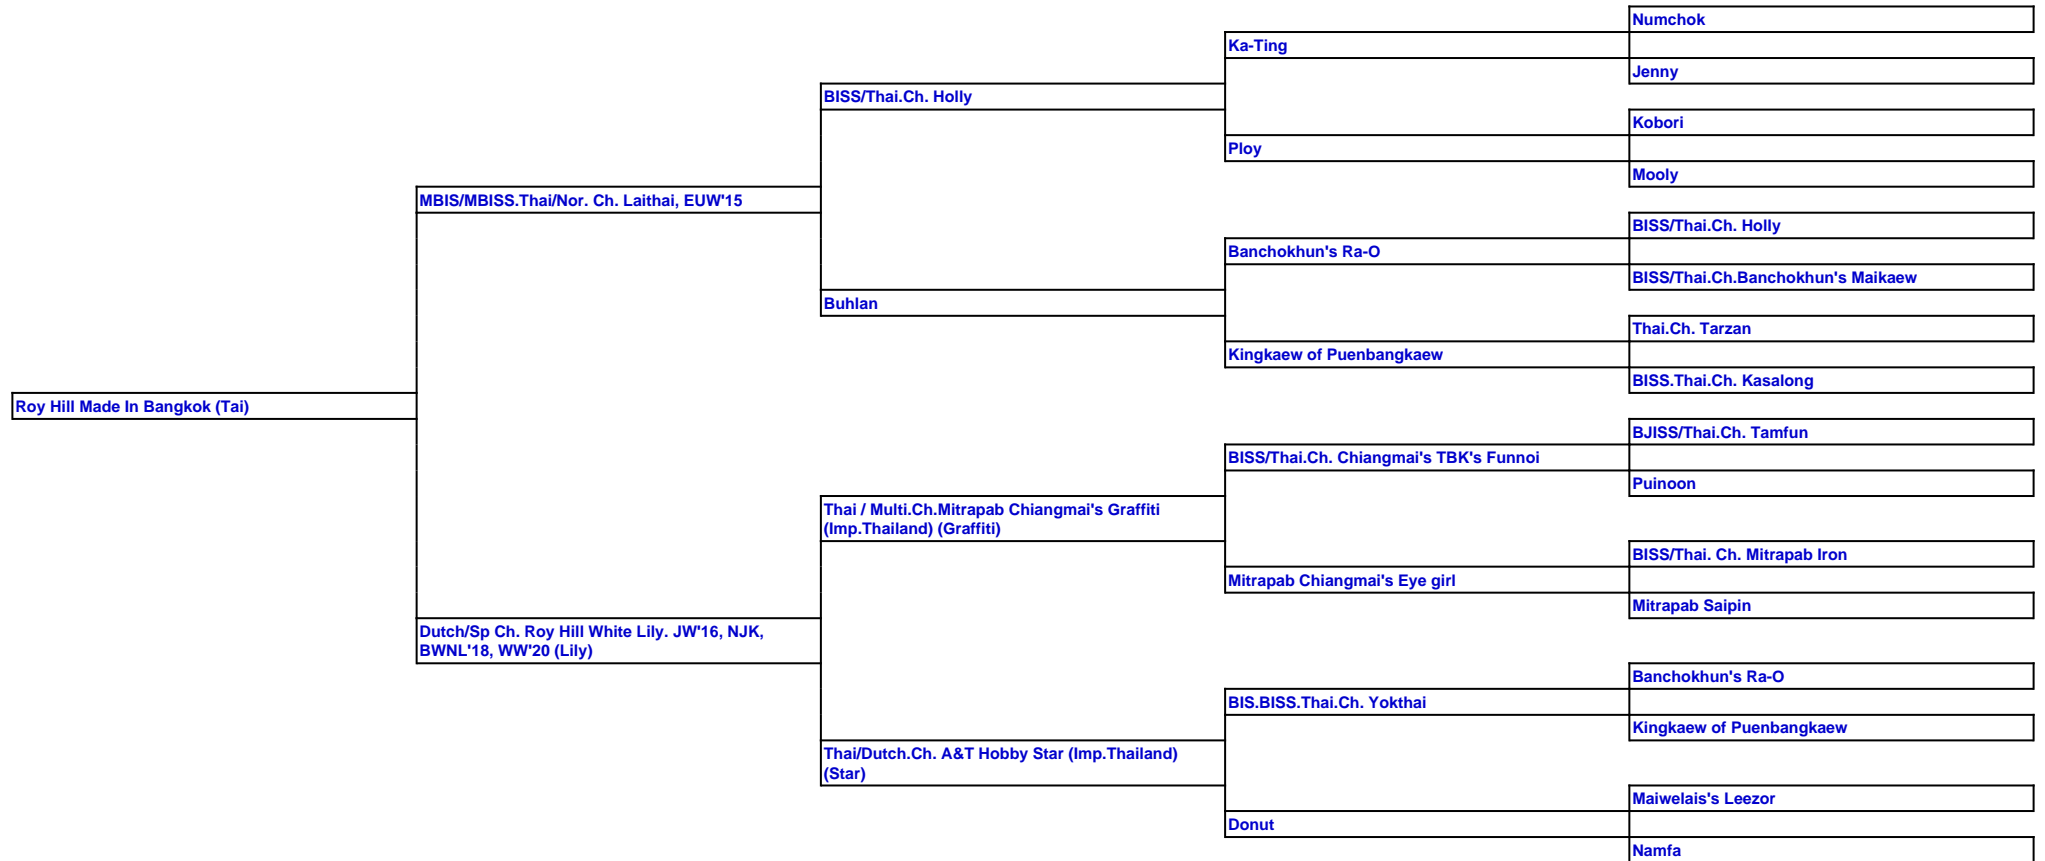 Numchok
Ka-Ting
Jenny
BISS/Thai.Ch. Holly
Kobori
Ploy
Mooly
MBIS/MBISS.Thai/Nor. Ch. Laithai, EUW'15
BISS/Thai.Ch. Holly
Banchokhun's Ra-O
BISS/Thai.Ch.Banchokhun's Maikaew
Buhlan
Thai.Ch. Tarzan
Kingkaew of Puenbangkaew
BISS.Thai.Ch. Kasalong
Roy Hill Made In Bangkok (Tai)
BJISS/Thai.Ch. Tamfun
BISS/Thai.Ch. Chiangmai's TBK's Funnoi
Puinoon
Thai / Multi.Ch.Mitrapab Chiangmai's Graffiti
(Imp.Thailand) (Graffiti)
BISS/Thai. Ch. Mitrapab Iron
Mitrapab Chiangmai's Eye girl
Mitrapab Saipin
Dutch/Sp Ch. Roy Hill White Lily. JW'16, NJK,
BWNL'18, WW'20 (Lily)
Banchokhun's Ra-O
BIS.BISS.Thai.Ch. Yokthai
Kingkaew of Puenbangkaew
Thai/Dutch.Ch. A&T Hobby Star (Imp.Thailand)
(Star)
Maiwelais's Leezor
Donut
Namfa